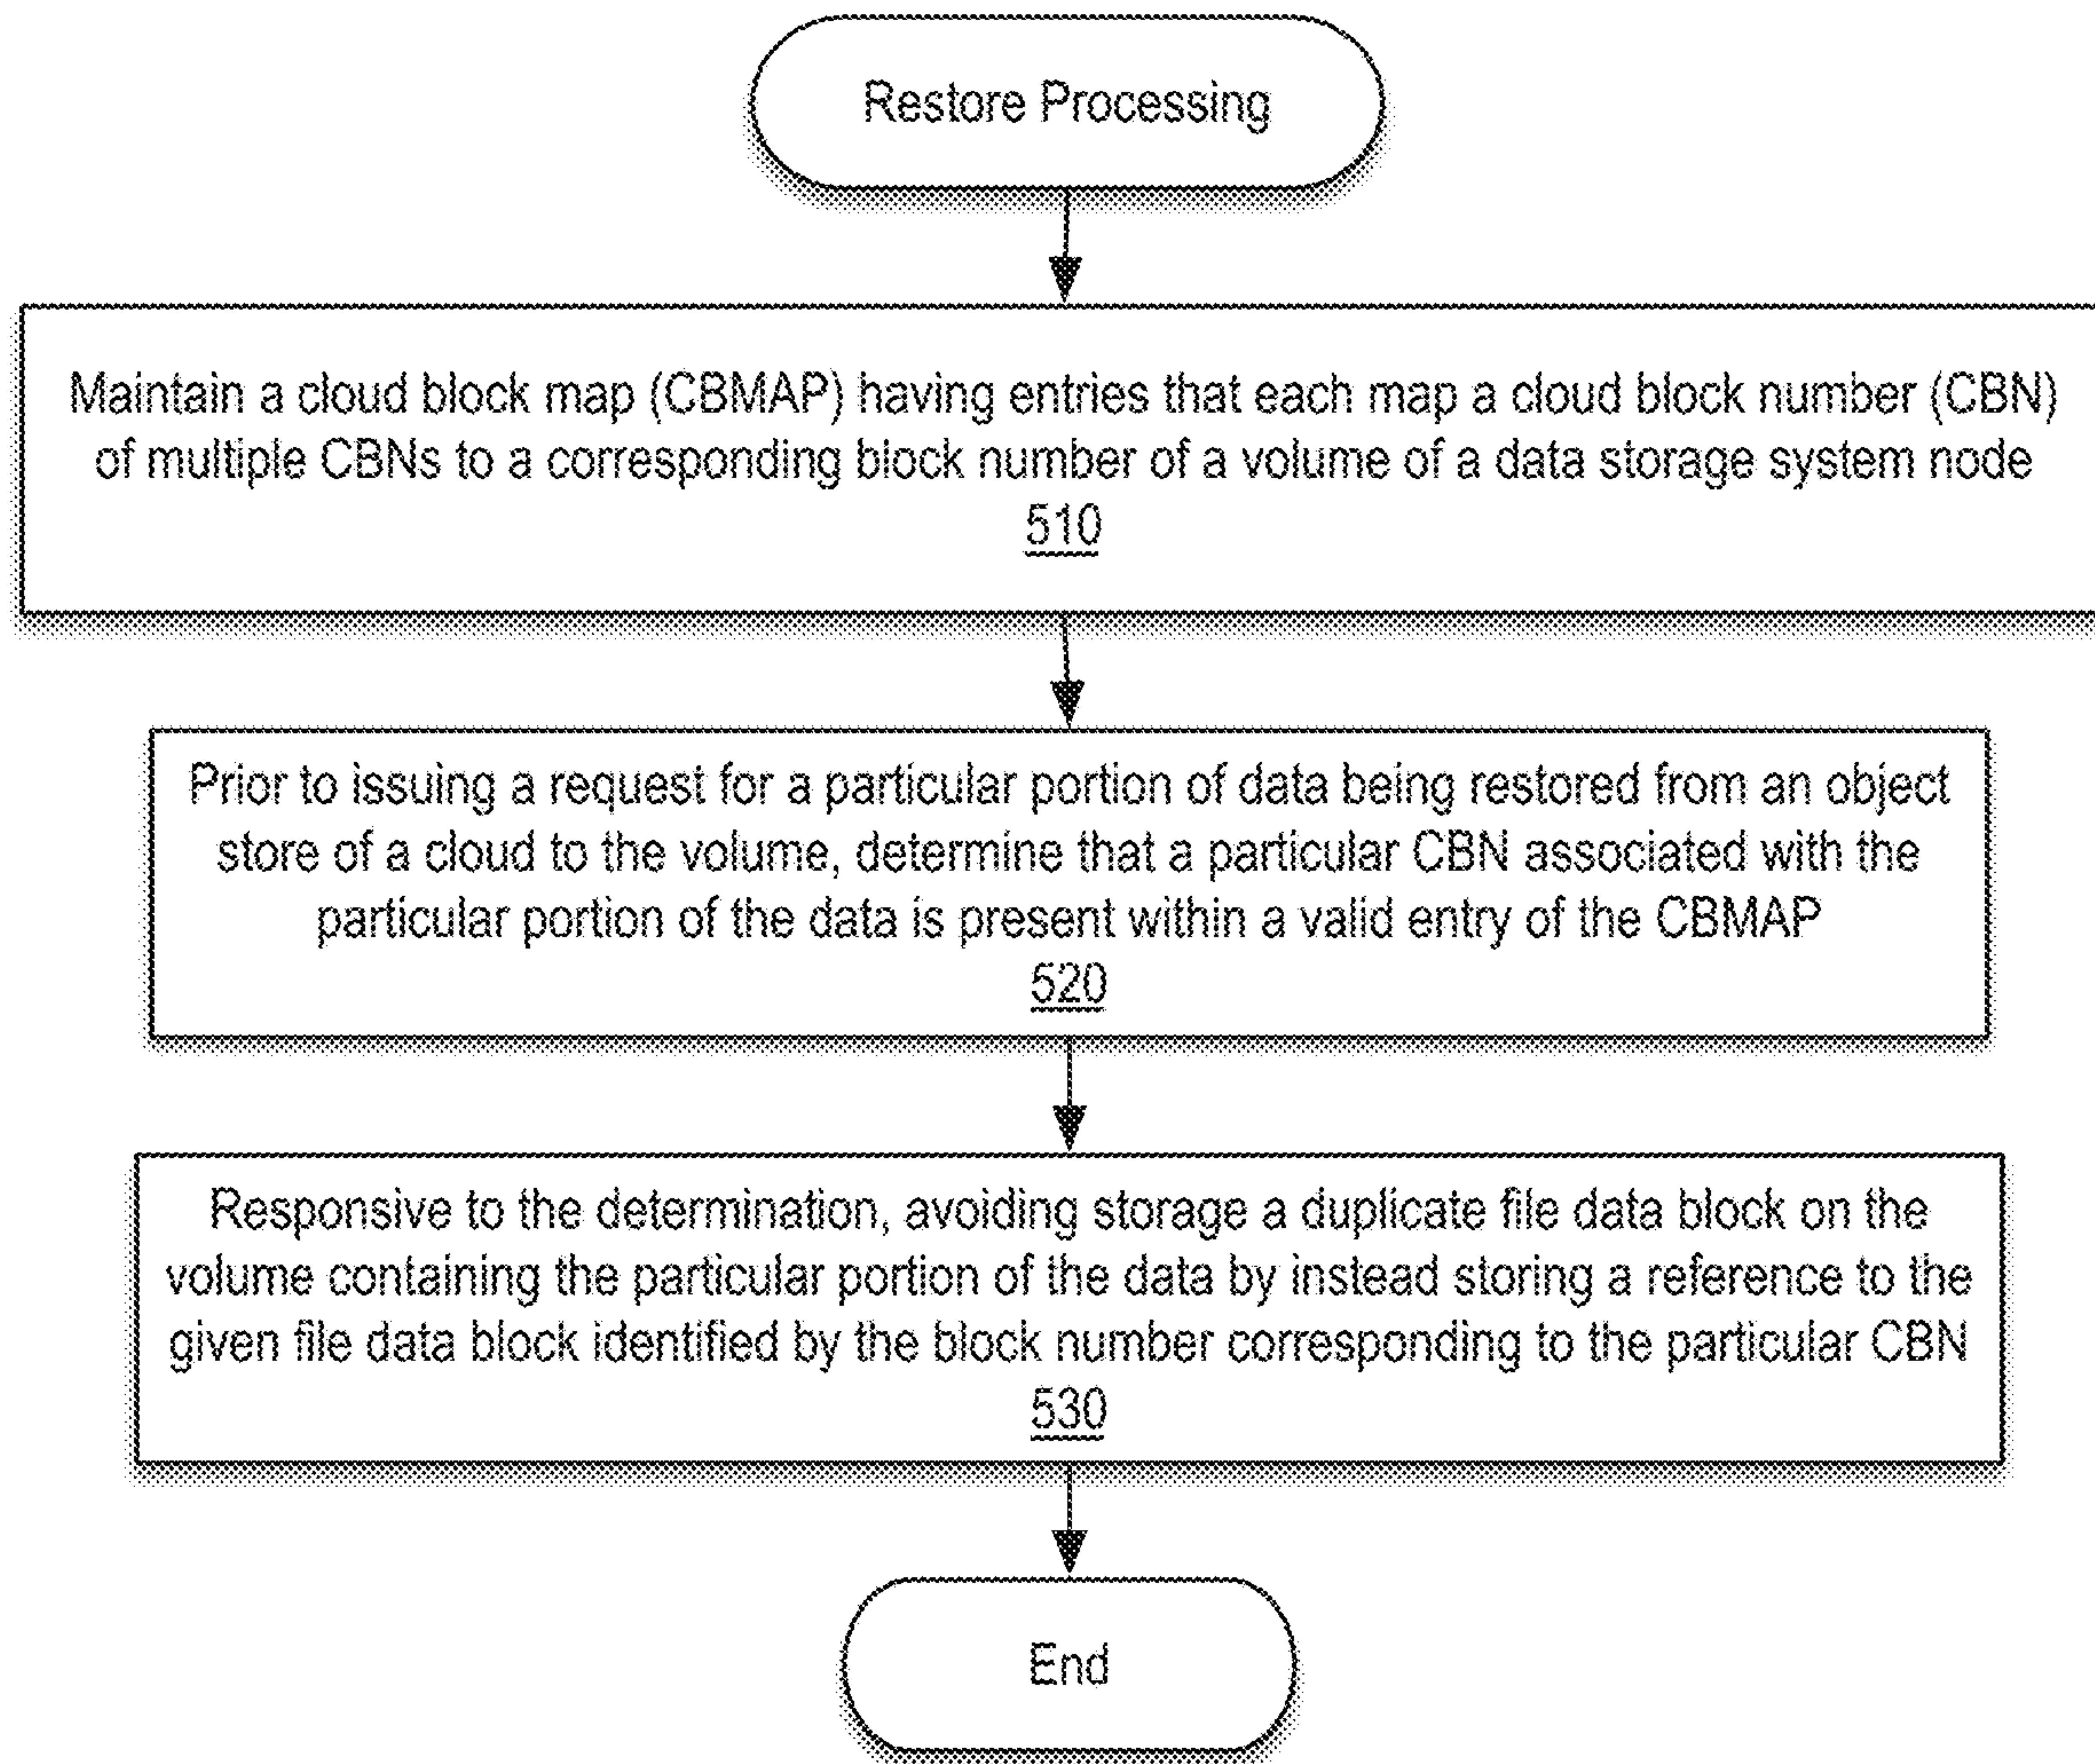 Restore Processing
Maintain a cloud block map (CBMAP) having entries that each map a cloud block number (CBN)
of multiple CBNs to a corresponding block number of a volume of a data storage system node
510
Prior to issuing a request for a particular portion of data being restored from an object
store of a cloud to the volume, determine that a particular CBN associated with the
particular portion of the data is present within a valid entry of the CBMAP
520
Responsive to the determination, avoiding storage a duplicate file data block on the
volume containing the particular portion of the data by instead storing a reference to the
given file data block identified by the block number corresponding to the particular CBN
530
End